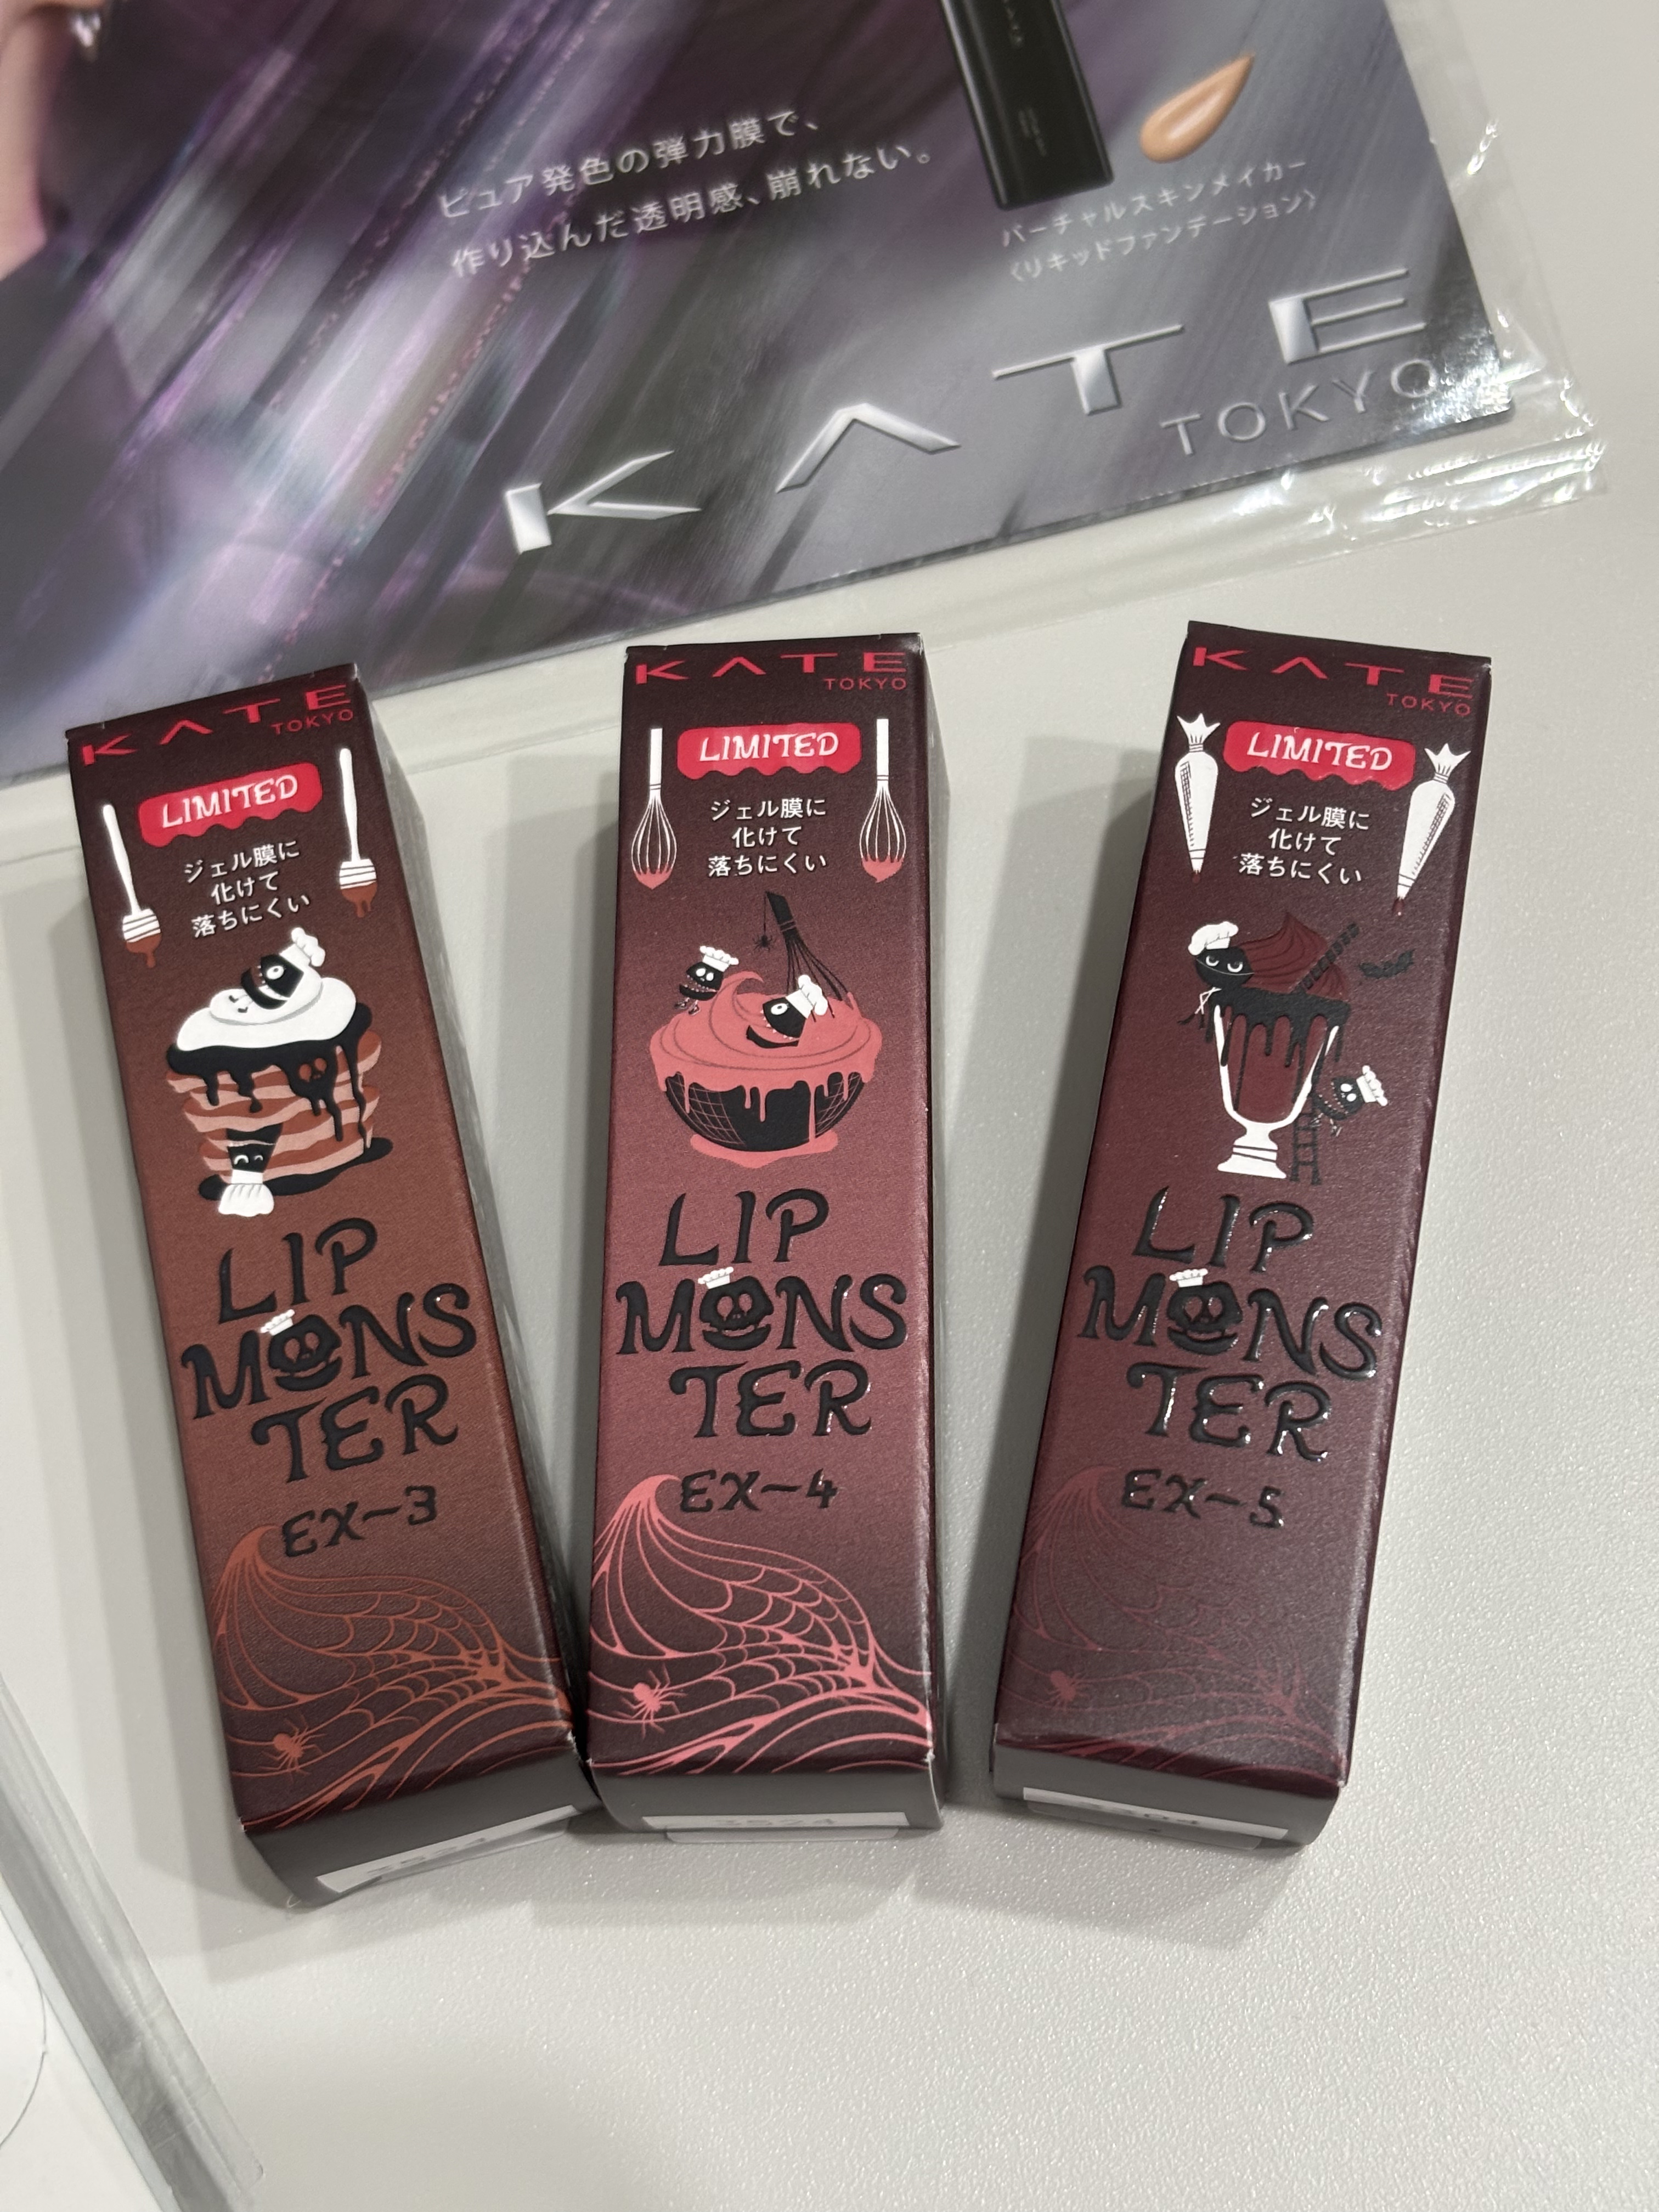 ピュア発色の弾力膜で、
作り込んだ透明感、崩れない。
バーチャルスキンメイカー
〈リキッドファンデーション〉
KATE
TOKYO
KATE
TOKYO
LIMITED
ジェル膜に
化けて
落ちにくい
LIP
MONS
TER
EX-3
KATE
TOKYO
LIMITED
ジェル膜に
化けて
落ちにくい
LIP
MONS
TER
EX-4
3524
KATE
TOKYO
LIMITED
ジェル膜に
化けて
落ちにくい
LIP
MONS
TER
EX-5